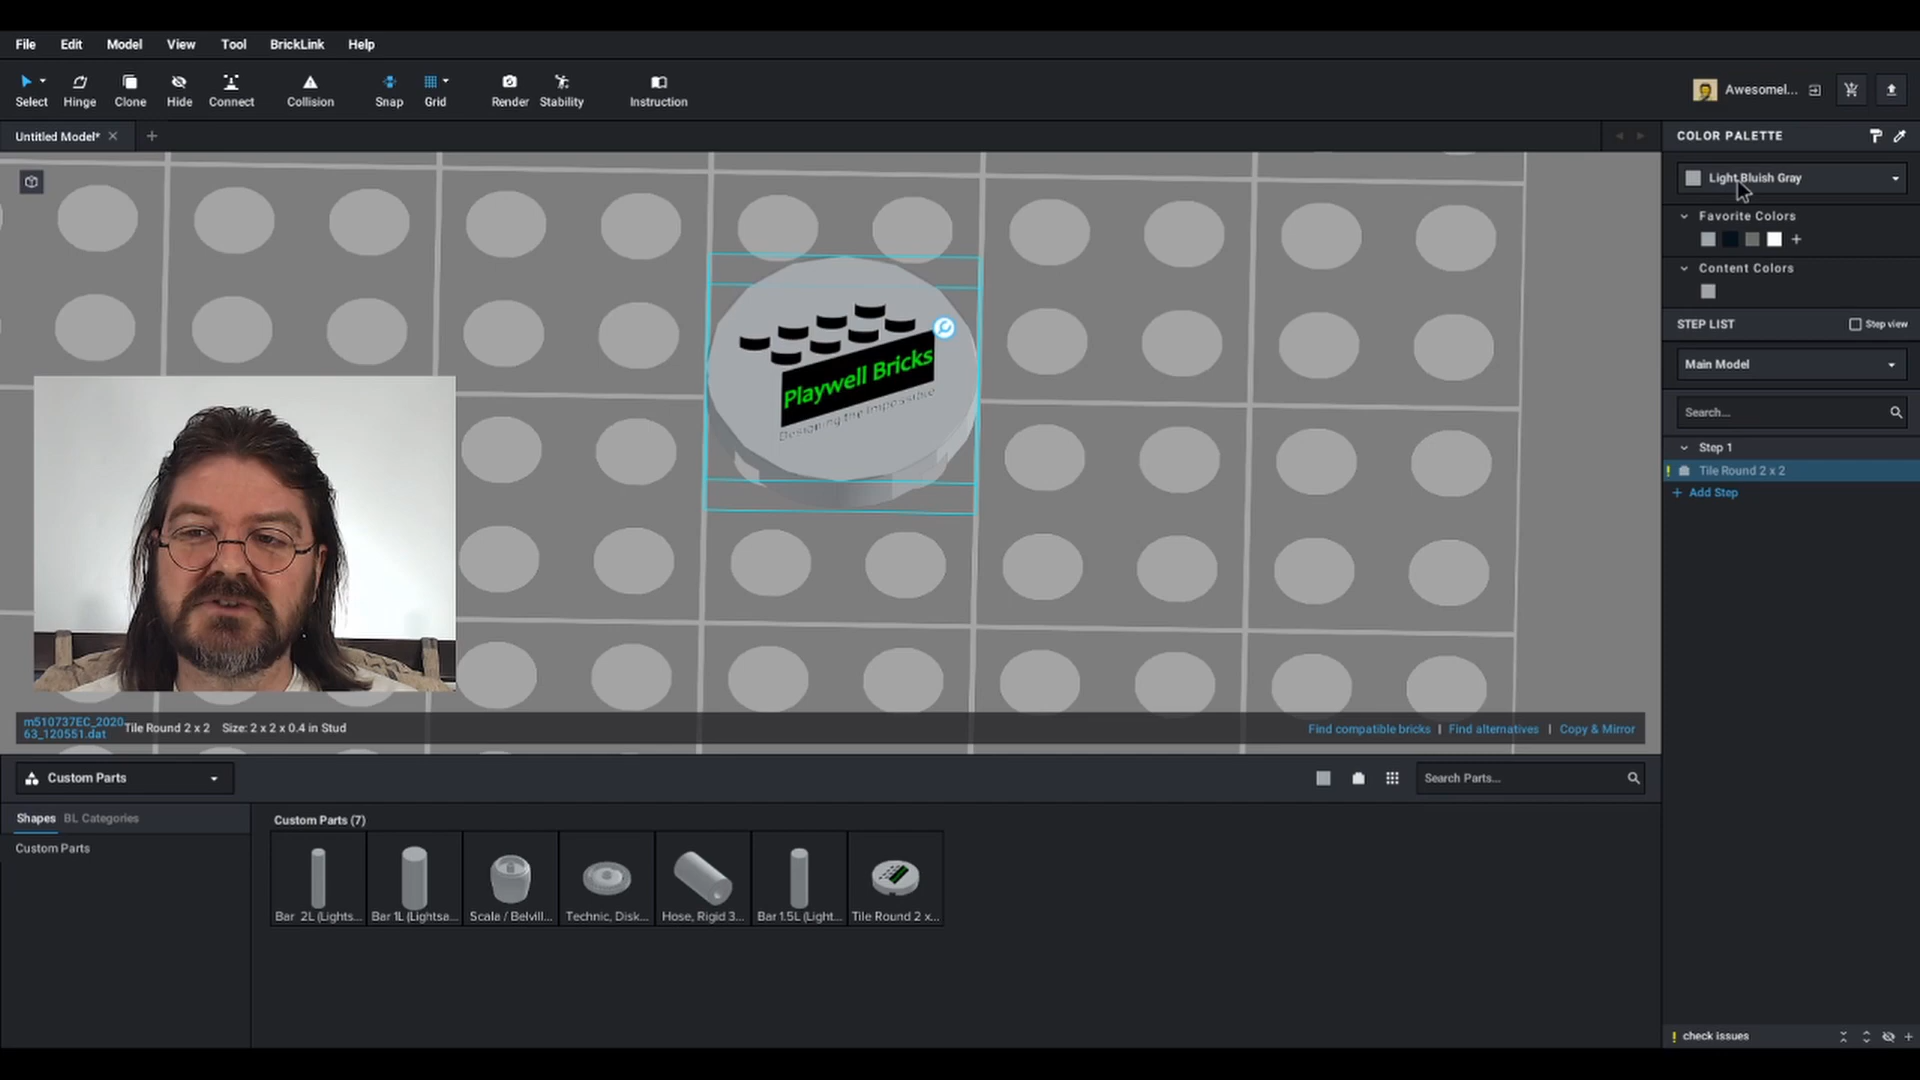 File Edit Model View Tool BrickLink Help
Select Hinge Clone Hide Connect Collision Snap Grid Render Stability Instruction
Awesomel...
Untitled Model*
COLOR PALETTE
Light Bluish Gray
Favorite Colors
Content Colors
STEP LIST
Step view
Main Model
Search...
Step 1
Tile Round 2 x 2
+ Add Step
Playwell Bricks
Designing the Impossible
m510737EC_2020
63_120551.dat
Tile Round 2 x 2 Size: 2 x 2 x 0.4 in Stud
Find compatible bricks | Find alternatives | Copy & Mirror
Custom Parts
Search Parts...
Shapes BL Categories
Custom Parts
Custom Parts (7)
Bar 2L (Lights... Bar 1L (Lightsa... Scala / Belvill... Technic, Disk... Hose, Rigid 3... Bar 1.5L (Light... Tile Round 2 x...
check issues